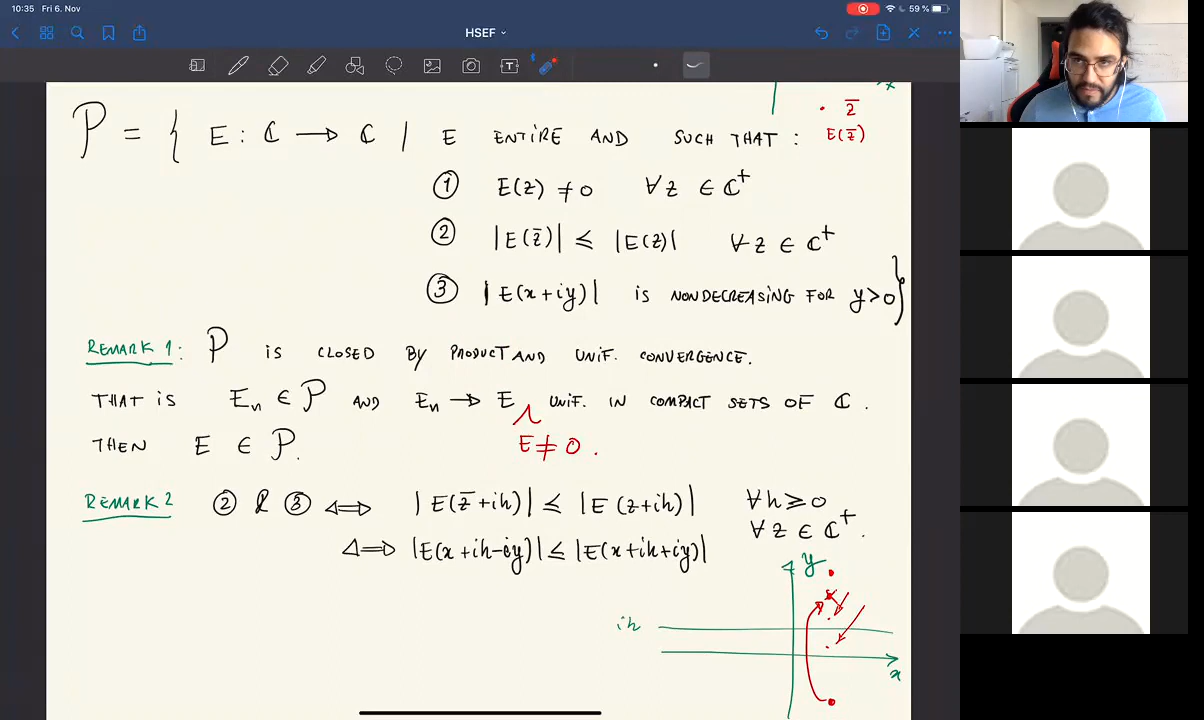 10:35 Fri 6. Nov
59 %
HSEF
x
z̄
E(z̄)
P = { E : ℂ → ℂ | E ENTIRE AND SUCH THAT :
① E(z) ≠ 0 ∀ z ∈ ℂ⁺
② |E(z̄)| ≤ |E(z)| ∀ z ∈ ℂ⁺
③ |E(x+iy)| is NONDECREASING FOR y>0 }
REMARK 1: P is CLOSED BY PRODUCT AND UNIF. CONVERGENCE.
THAT iS Eₙ ∈ P AND Eₙ → E UNIF. IN COMPACT SETS OF ℂ.
THEN E ∈ P. E ≠ 0.
REMARK 2 ② & ③ ⟺ |E(z̄+ih)| ≤ |E(z+ih)| ∀h ≥ 0
∀ z ∈ ℂ⁺.
⟺ |E(x+ih-iy)| ≤ |E(x+ih+iy)|
y
ih
x